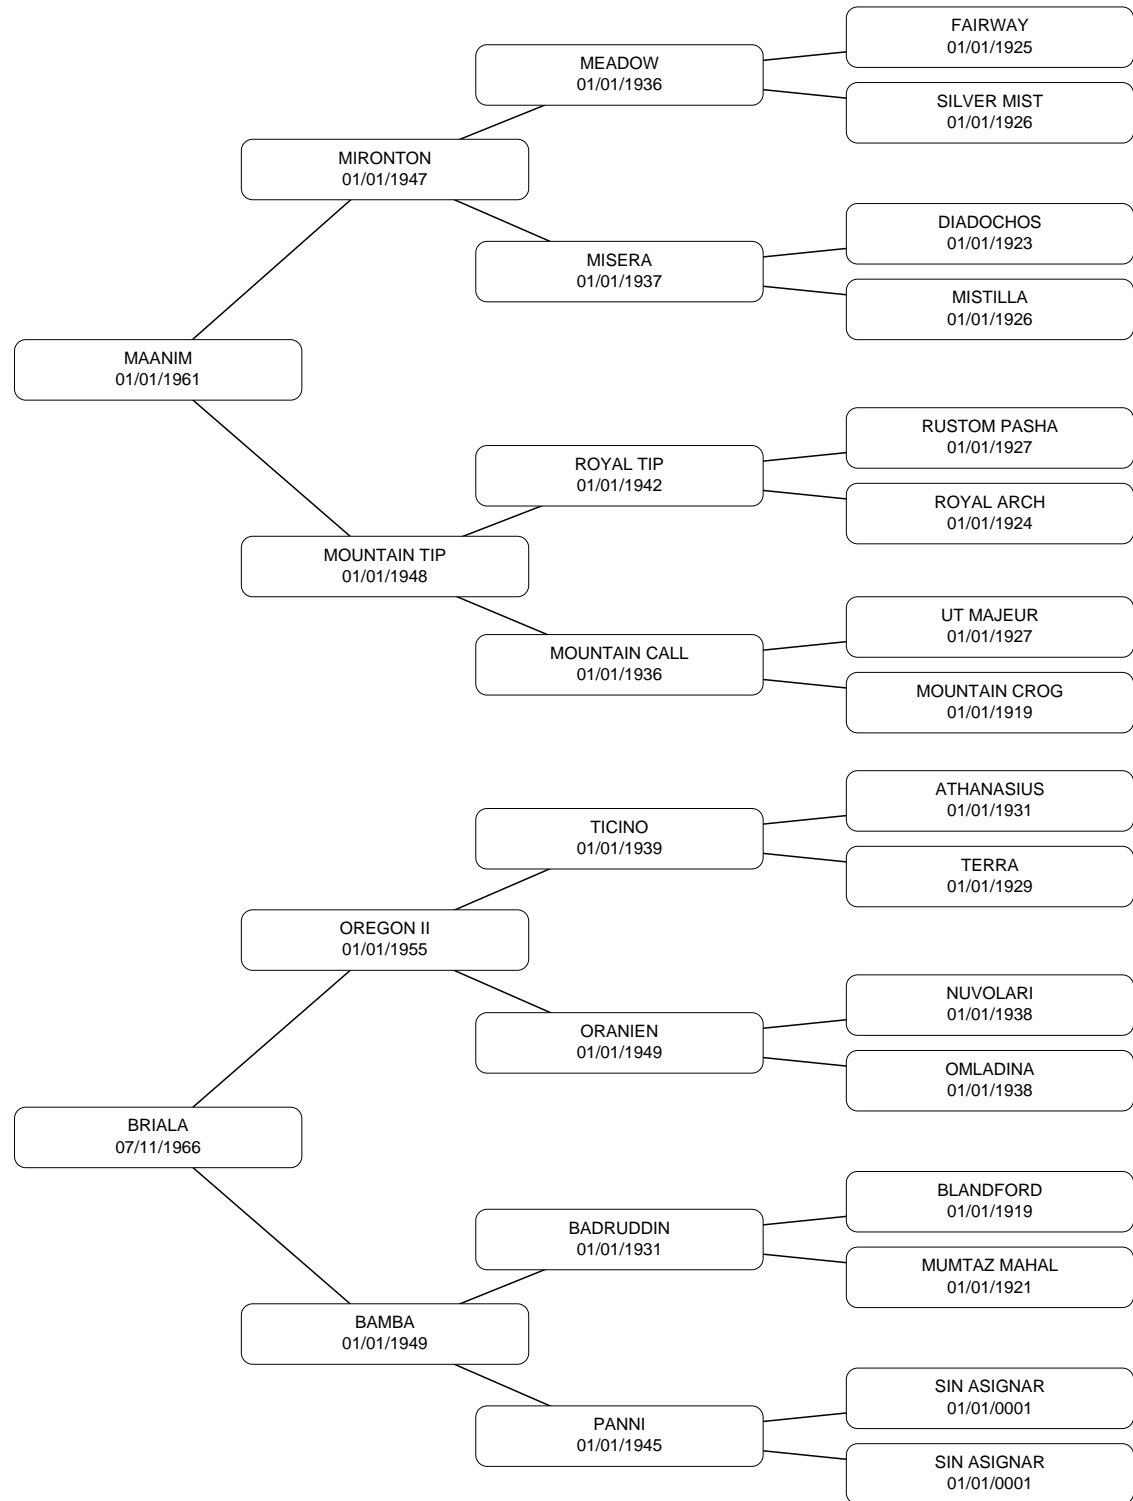 FAIRWAY
01/01/1925
MEADOW
01/01/1936
SILVER MIST
01/01/1926
MIRONTON
01/01/1947
DIADOCHOS
01/01/1923
MISERA
01/01/1937
MISTILLA
01/01/1926
MAANIM
01/01/1961
RUSTOM PASHA
01/01/1927
ROYAL TIP
01/01/1942
ROYAL ARCH
01/01/1924
MOUNTAIN TIP
01/01/1948
UT MAJEUR
01/01/1927
MOUNTAIN CALL
01/01/1936
MOUNTAIN CROG
01/01/1919
ATHANASIUS
01/01/1931
TICINO
01/01/1939
TERRA
01/01/1929
OREGON II
01/01/1955
NUVOLARI
01/01/1938
ORANIEN
01/01/1949
OMLADINA
01/01/1938
BRIALA
07/11/1966
BLANDFORD
01/01/1919
BADRUDDIN
01/01/1931
MUMTAZ MAHAL
01/01/1921
BAMBA
01/01/1949
SIN ASIGNAR
01/01/0001
PANNI
01/01/1945
SIN ASIGNAR
01/01/0001